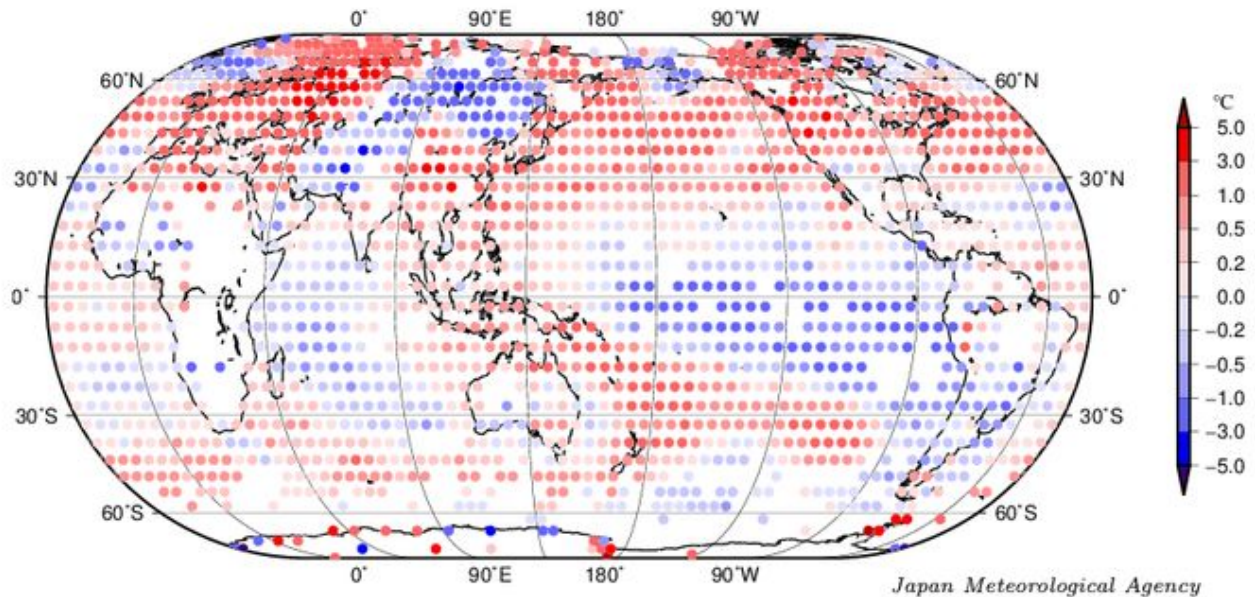 0° 90°E 180° 90°W
60°N 60°N
30°N 30°N
0° 0°
30°S 30°S
60°S 60°S
0° 90°E 180° 90°W
℃
5.0
3.0
1.0
0.5
0.2
0.0
−0.2
−0.5
−1.0
−3.0
−5.0
Japan Meteorological Agency